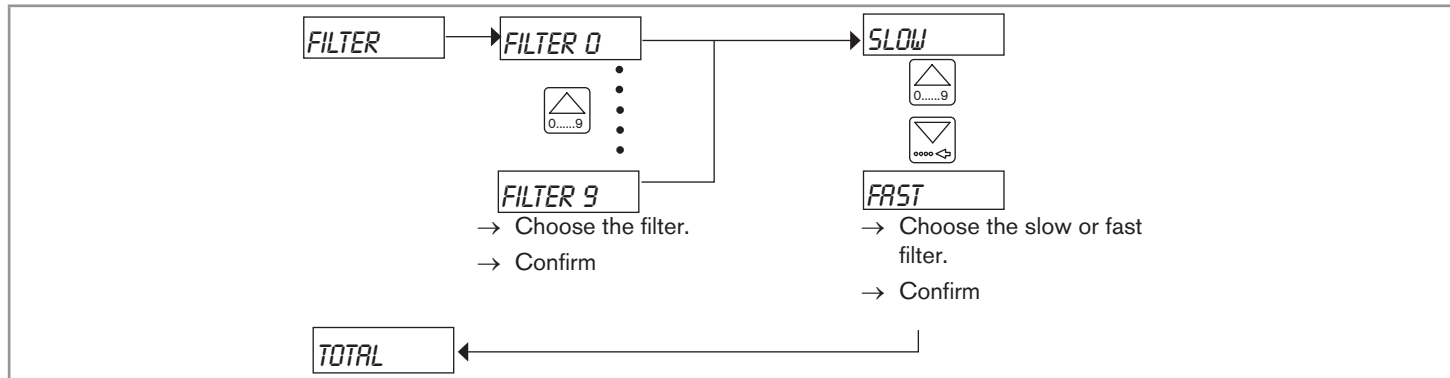 FILTER
FILTER 0
SLOW
0......9
0......9
FILTER 9
FAST
→ Choose the filter.
→ Confirm
→ Choose the slow or fast
filter.
→ Confirm
TOTAL